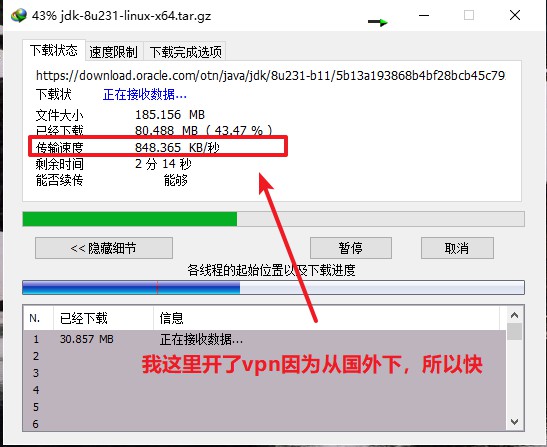 43% jdk-8u231-linux-x64.tar.gz
下载状态 速度限制 下载完成选项
https://download.oracle.com/otn/java/jdk/8u231-b11/5b13a193868b4bf28bcb45c79
下载状 正在接收数据...
文件大小 185.156 MB
已经下载 80.488 MB ( 43.47 % )
传输速度 848.365 KB/秒
剩余时间 2 分 14 秒
能否续传 能够
<< 隐藏细节 暂停 取消
各线程的起始位置以及下载进度
N. 已经下载 信息
1 30.857 MB 正在接收数据...
2
3
4
5
6
我这里开了vpn因为从国外下，所以快